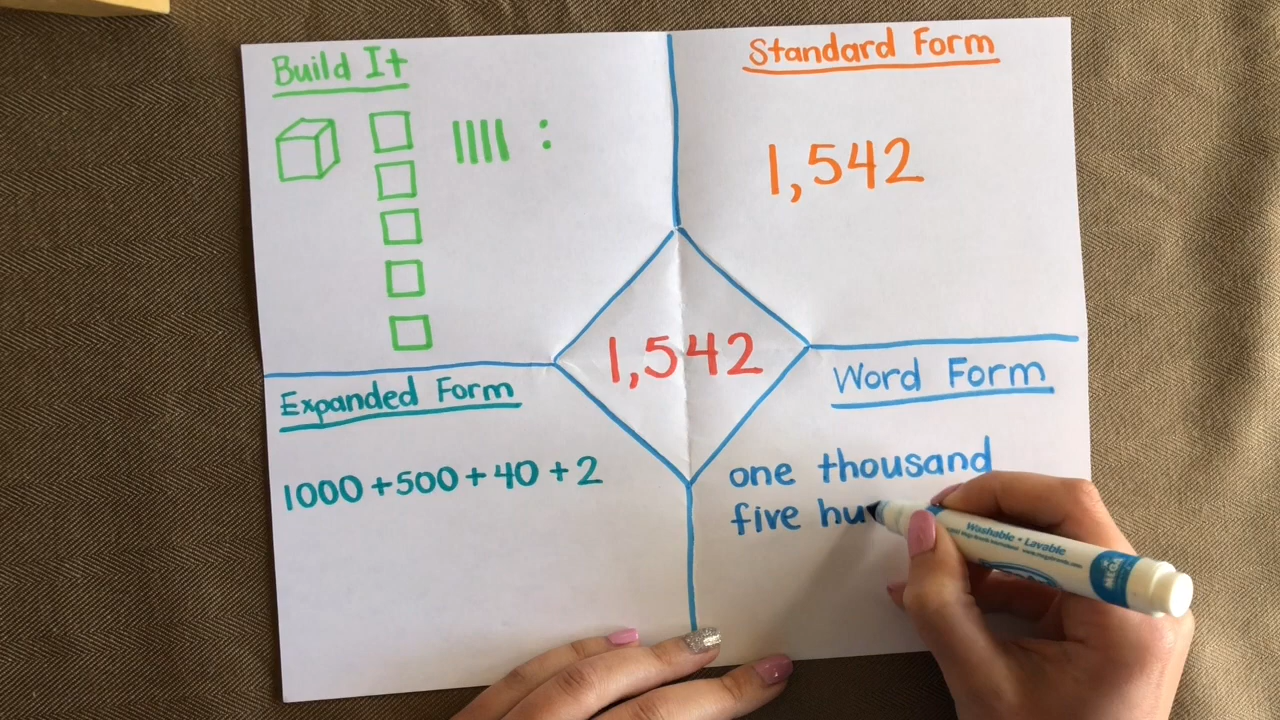 Build It
Standard Form
1,542
1,542
Expanded Form
1000 + 500 + 40 + 2
Word Form
one thousand
five hu
Washable • Lavable
MEGA